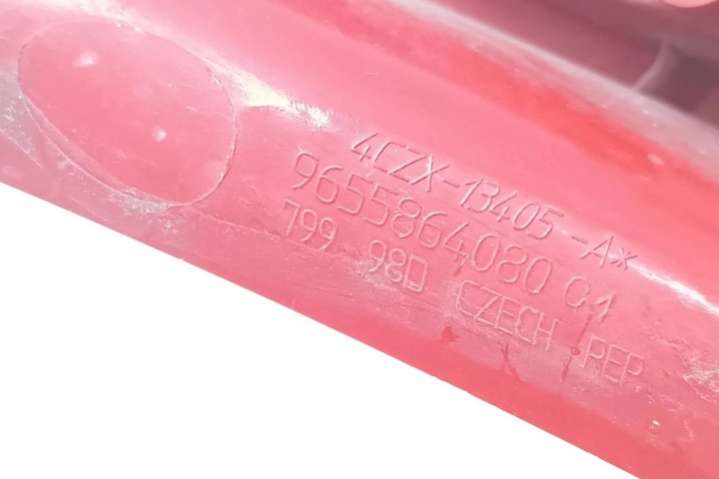 4CZX-13405-A*
9655864080 01
799 98D CZECH REP